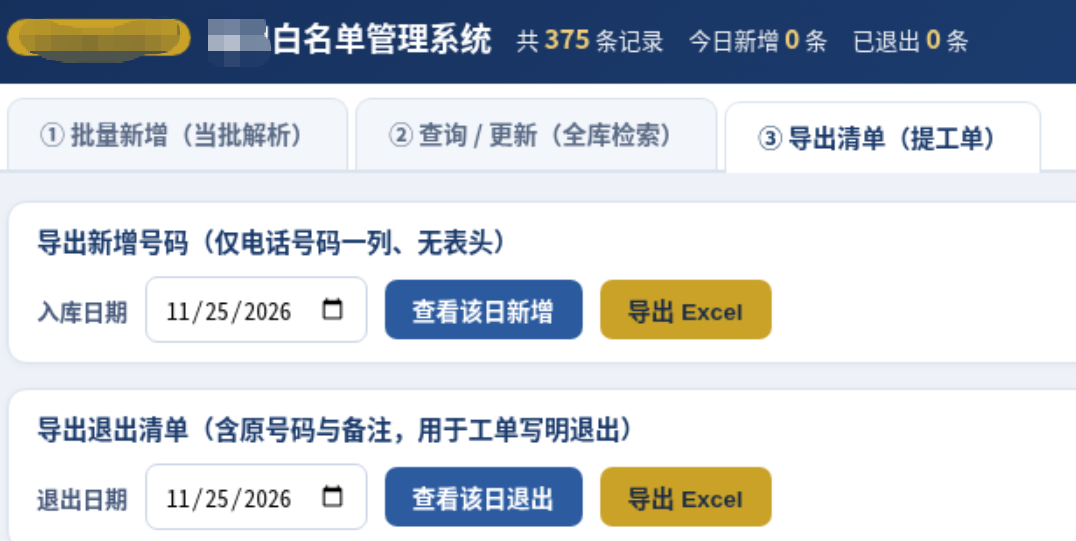 白名单管理系统 共 375 条记录 今日新增 0 条 已退出 0 条
① 批量新增（当批解析） ② 查询 / 更新（全库检索） ③ 导出清单（提工单）
导出新增号码（仅电话号码一列、无表头）
入库日期 11/25/2026 查看该日新增 导出 Excel
导出退出清单（含原号码与备注，用于工单写明退出）
退出日期 11/25/2026 查看该日退出 导出 Excel